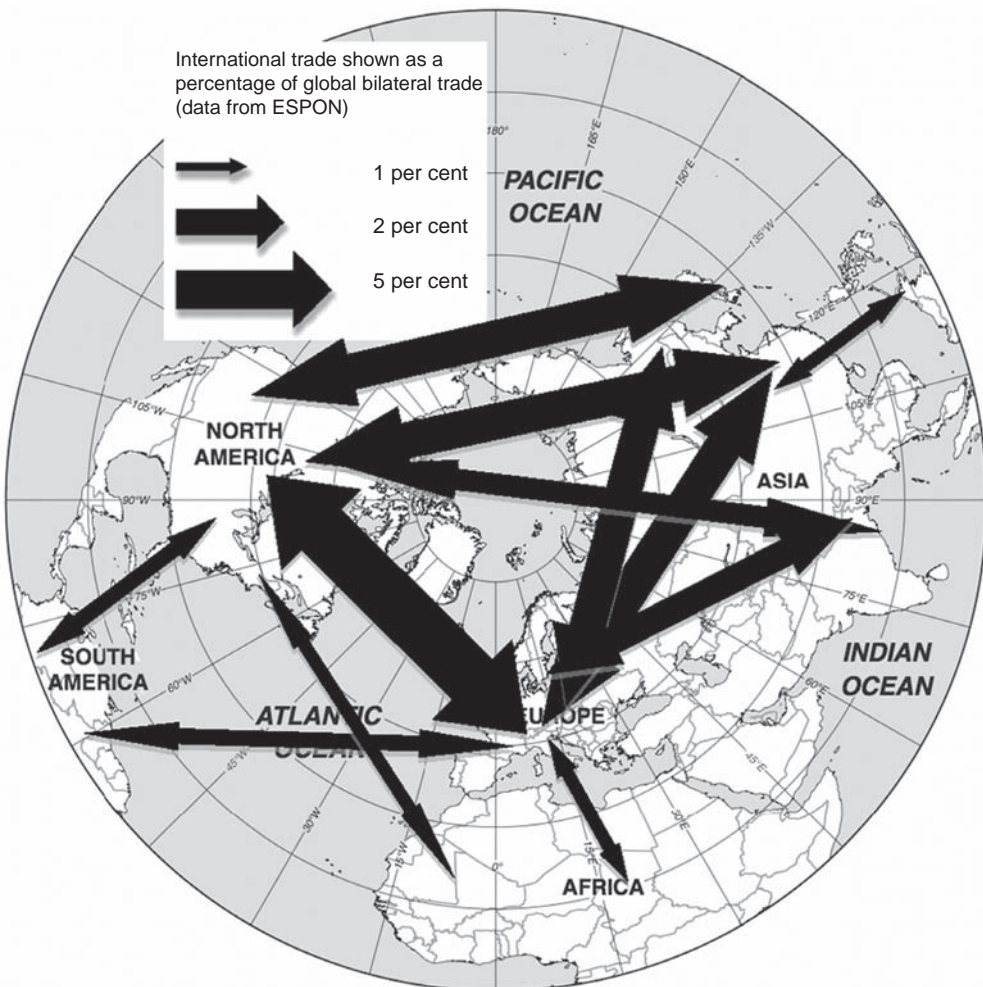 International trade shown as a
percentage of global bilateral trade
(data from ESPON)
1 per cent
2 per cent
5 per cent
180°
165°E
150°E
135°W
120°E
105°E
90°E
75°E
60°E
45°E
30°E
15°E
0°
15°W
30°W
45°W
60°W
75°W
90°W
105°W
PACIFIC
OCEAN
NORTH
AMERICA
ASIA
SOUTH
AMERICA
ATLANTIC
OCEAN
EUROPE
INDIAN
OCEAN
AFRICA